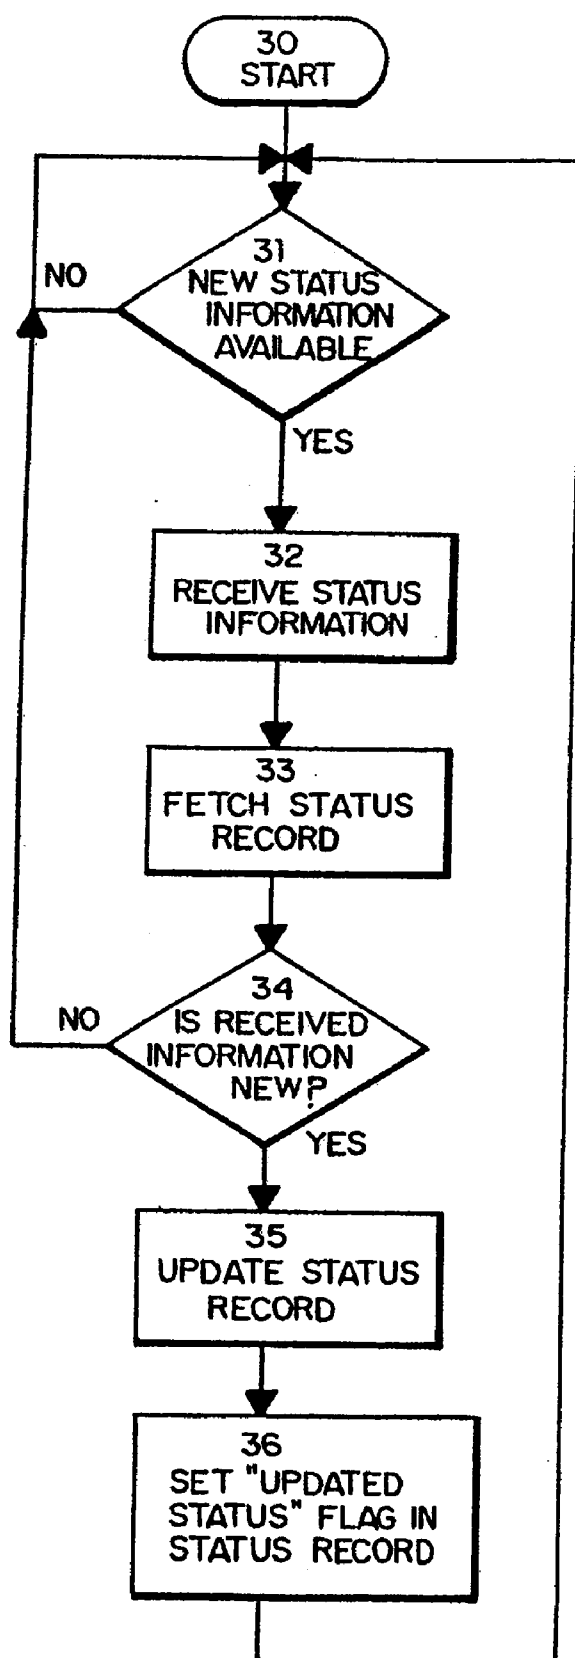 30
START
31
NEW STATUS
INFORMATION
AVAILABLE
NO
YES
32
RECEIVE STATUS
INFORMATION
33
FETCH STATUS
RECORD
34
IS RECEIVED
INFORMATION
NEW?
NO
YES
35
UPDATE STATUS
RECORD
36
SET "UPDATED
STATUS" FLAG IN
STATUS RECORD